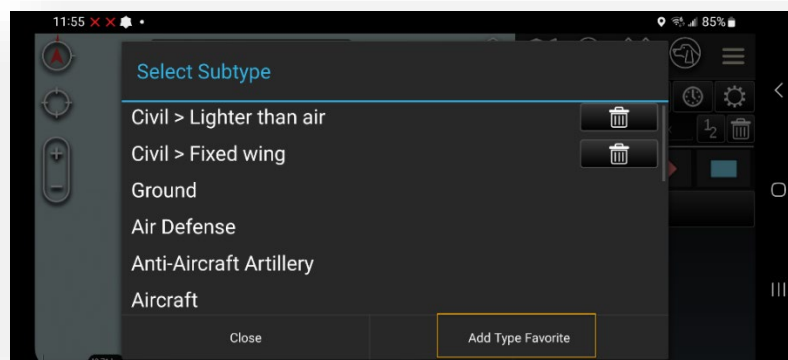 11:55
85%
Select Subtype
Civil > Lighter than air
Civil > Fixed wing
Ground
Air Defense
Anti-Aircraft Artillery
Aircraft
Close
Add Type Favorite